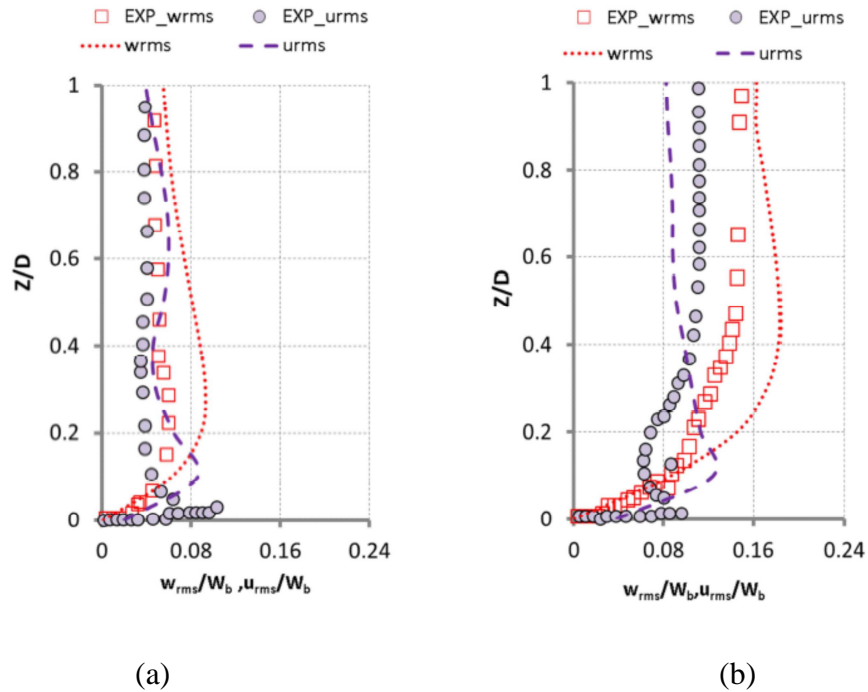 EXP_wrms EXP_urms
wrms urms
1
0.8
0.6
0.4
0.2
0
Z/D
0 0.08 0.16 0.24
wrms/Wb ,urms/Wb
(a)
EXP_wrms EXP_urms
wrms urms
1
0.8
0.6
0.4
0.2
0
Z/D
0 0.08 0.16 0.24
wrms/Wb,urms/Wb
(b)